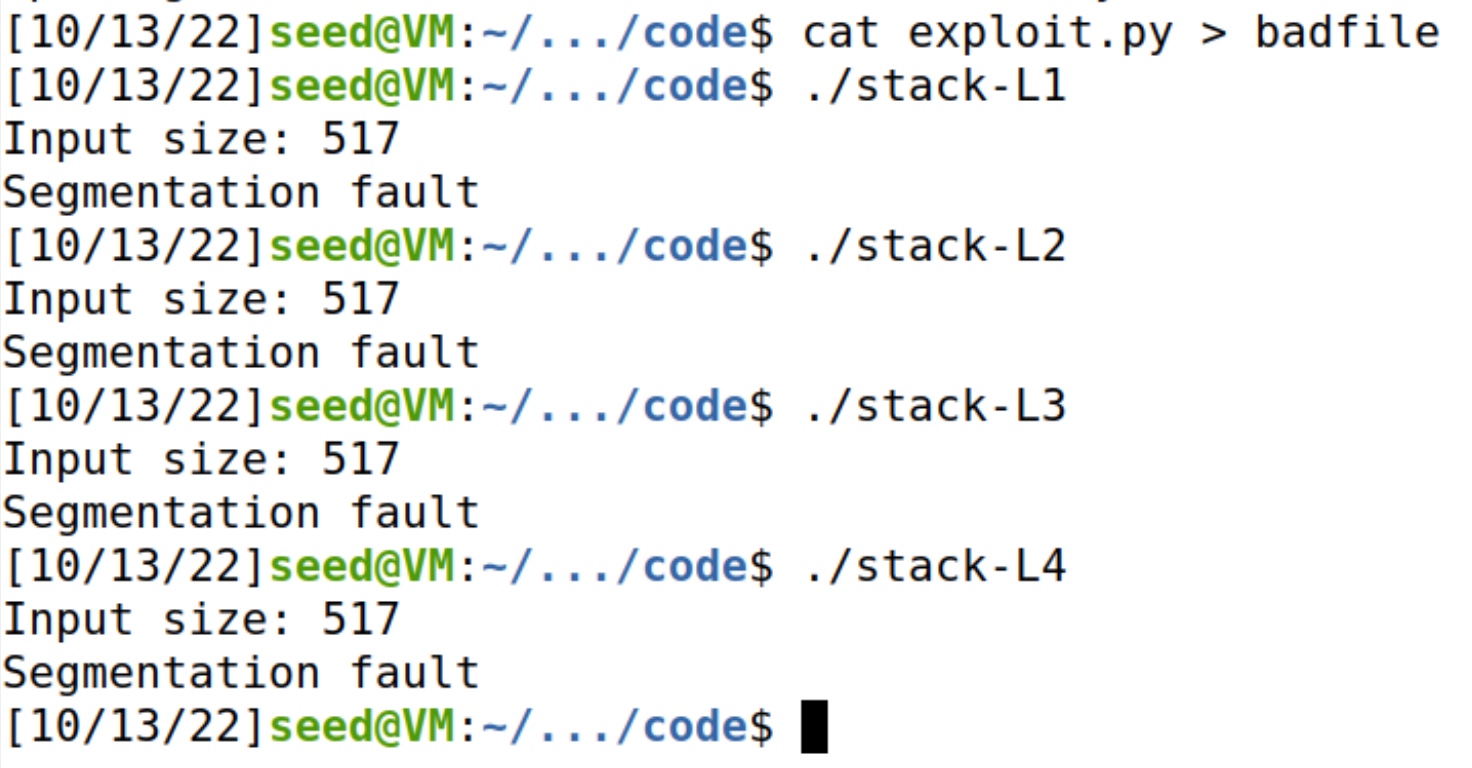 [10/13/22]seed@VM:~/.../code$ cat exploit.py > badfile
[10/13/22]seed@VM:~/.../code$ ./stack-L1
Input size: 517
Segmentation fault
[10/13/22]seed@VM:~/.../code$ ./stack-L2
Input size: 517
Segmentation fault
[10/13/22]seed@VM:~/.../code$ ./stack-L3
Input size: 517
Segmentation fault
[10/13/22]seed@VM:~/.../code$ ./stack-L4
Input size: 517
Segmentation fault
[10/13/22]seed@VM:~/.../code$